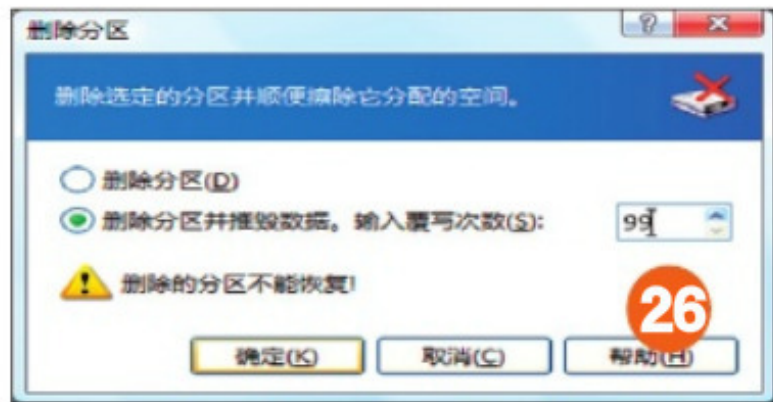 删除分区
删除选定的分区并顺便擦除它分配的空间。
删除分区(D)
删除分区并摧毁数据。输入覆写次数(S): 99
删除的分区不能恢复!
26
确定(K) 取消(C) 帮助(H)